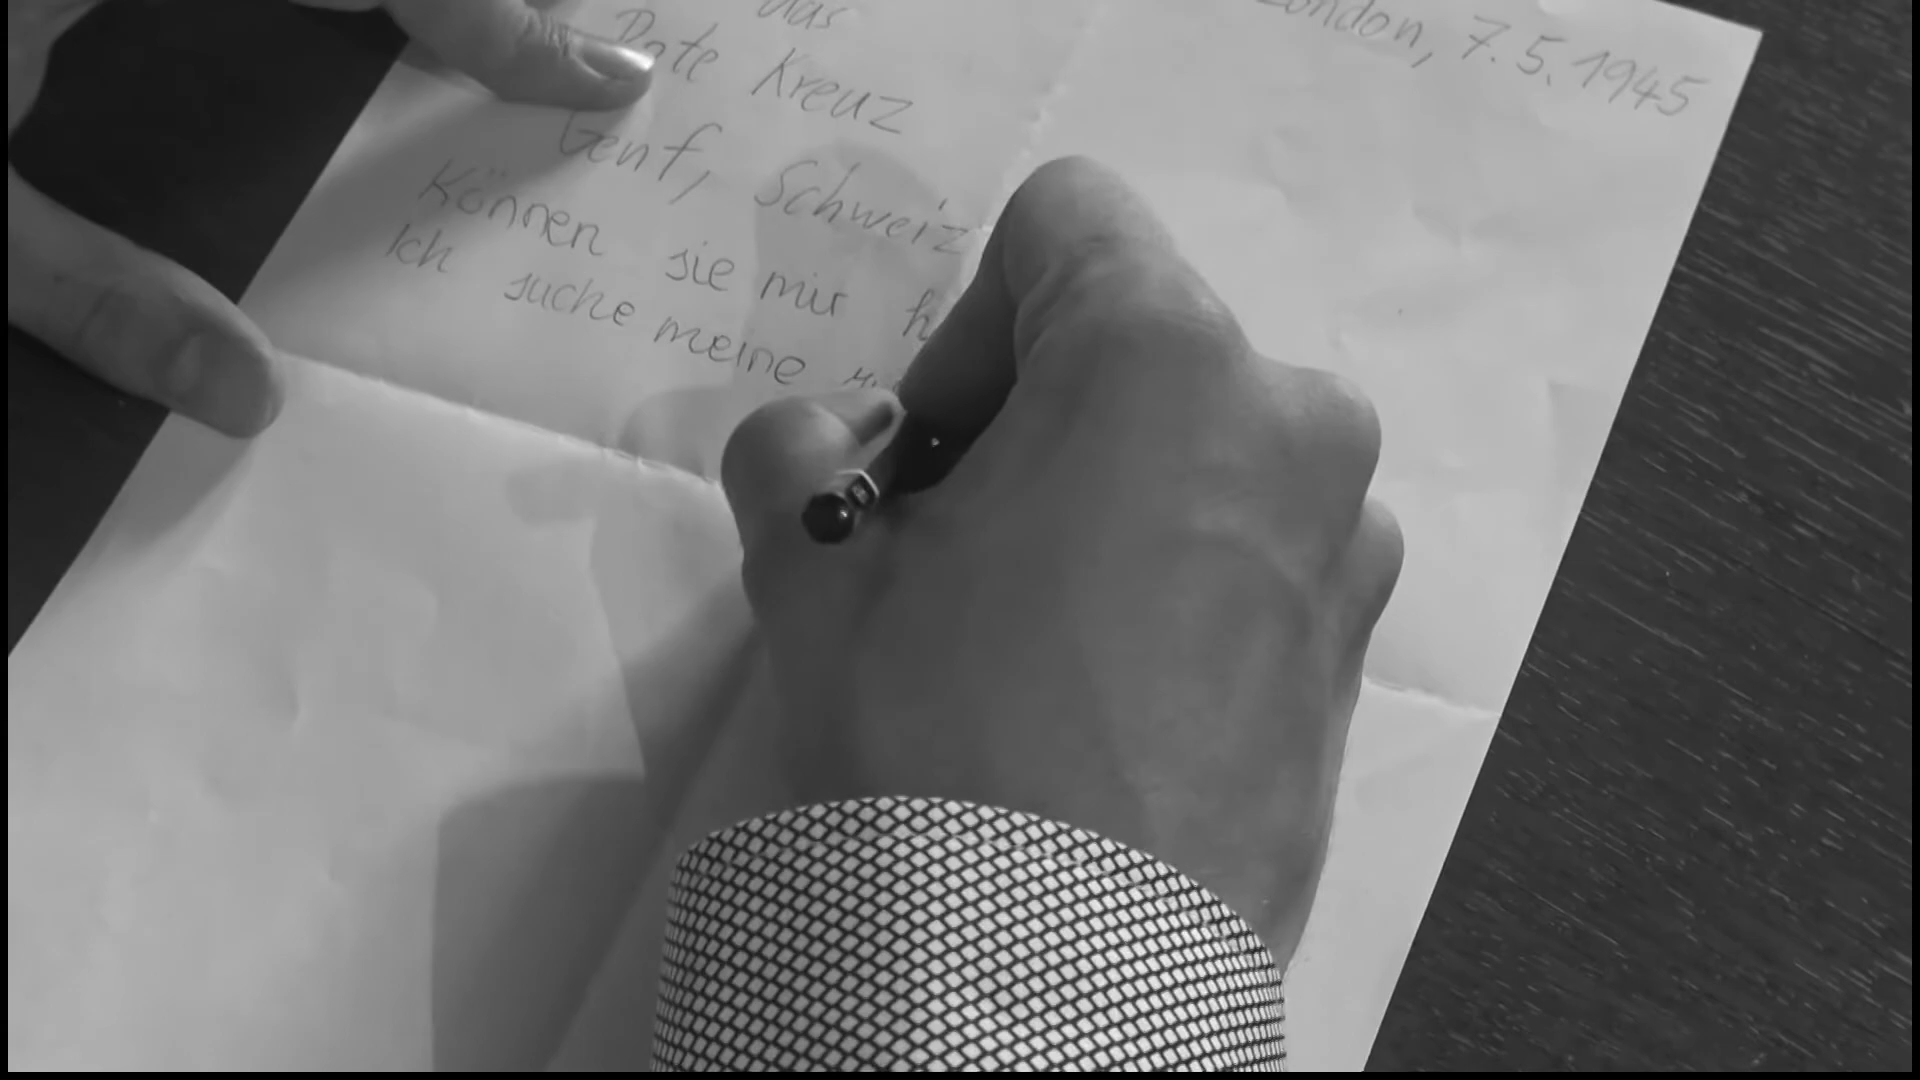 London, 7.5.1945
das
Rote Kreuz
Genf, Schweiz
Können sie mir
Ich suche meine